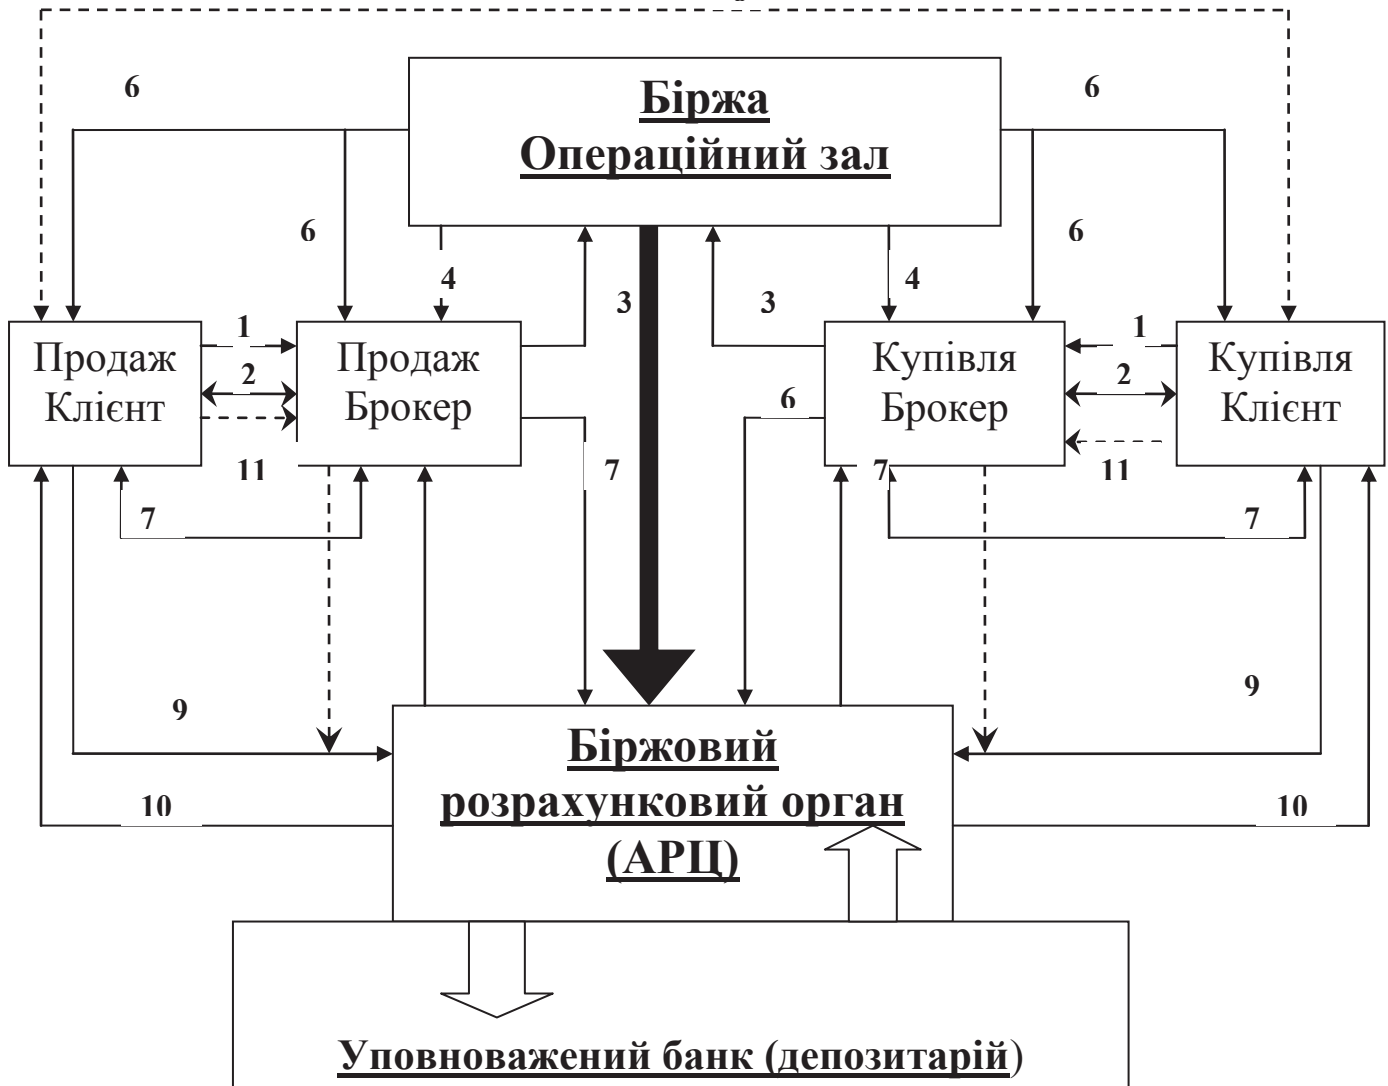 6
Біржа
6
Операційний зал
6
6
4
3
3
4
1
1
Продаж
Клієнт
2
Продаж
Брокер
Купівля
Брокер
2
Купівля
Клієнт
6
11
7
7
11
7
7
9
9
Біржовий
розрахунковий орган
(АРЦ)
10
10
Уповноважений банк (депозитарій)